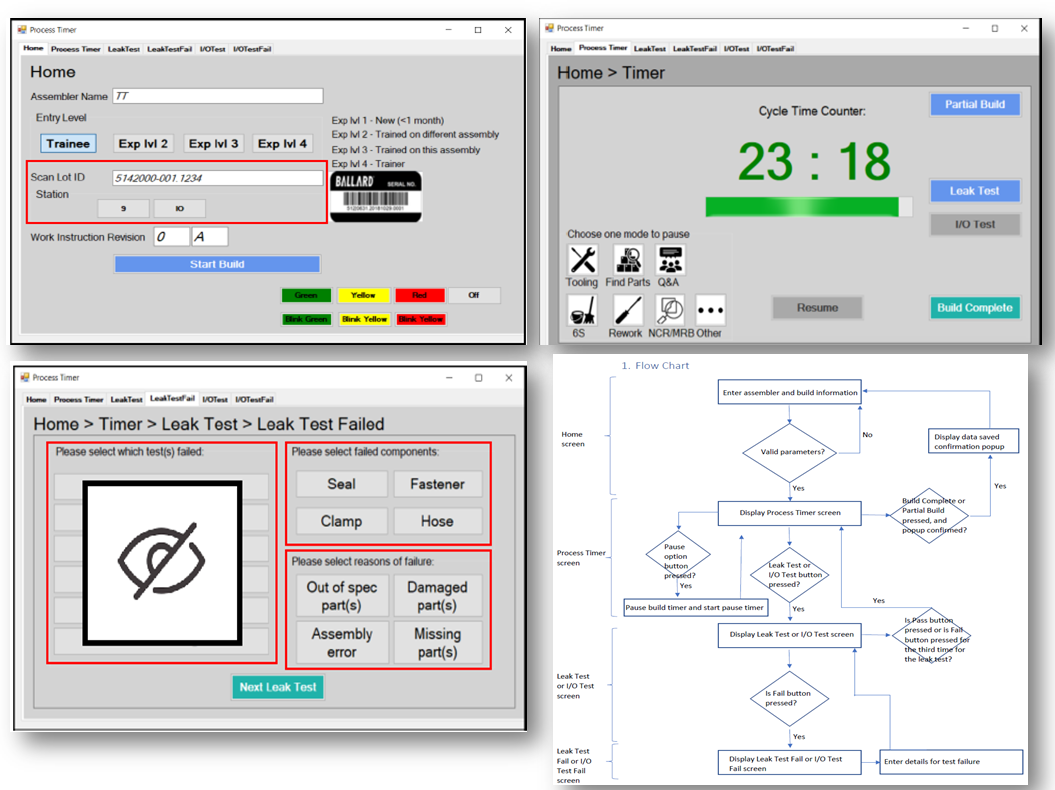 Process Timer
Home Process Timer LeakTest LeakTestFail I/OTest I/OTestFail
Home
Assembler Name TT
Entry Level
Trainee Exp lvl 2 Exp lvl 3 Exp lvl 4
Exp lvl 1 - New (<1 month)
Exp lvl 2 - Trained on different assembly
Exp lvl 3 - Trained on this assembly
Exp lvl 4 - Trainer
Scan Lot ID 5142000-001.1234
Station
9 IO
BALLARD SERIAL NO.
Work Instruction Revision 0 A
Start Build
Green Yellow Red Off
Blink Green Blink Yellow Blink Yellow
Process Timer
Home Process Timer LeakTest LeakTestFail I/OTest I/OTestFail
Home > Timer
Cycle Time Counter:
23 : 18
Partial Build
Leak Test
I/O Test
Choose one mode to pause
Tooling Find Parts Q&A
6S Rework NCR/MRB Other
Resume
Build Complete
Process Timer
Home Process Timer LeakTest LeakTestFail I/OTest I/OTestFail
Home > Timer > Leak Test > Leak Test Failed
Please select which test(s) failed:
Please select failed components:
Seal Fastener
Clamp Hose
Please select reasons of failure:
Out of spec
part(s)
Damaged
part(s)
Assembly
error
Missing
part(s)
Next Leak Test
1. Flow Chart
Home
screen
Enter assembler and build information
Valid parameters?
No
Yes
Display data saved
confirmation popup
Yes
Process Timer
screen
Display Process Timer screen
Build Complete or
Partial Build
pressed, and
popup confirmed?
Pause
option
button
pressed?
Yes
Leak Test or
I/O Test button
pressed?
Yes
Pause build timer and start pause timer
Yes
Leak Test
or I/O Test
screen
Display Leak Test or I/O Test screen
Is Pass button
pressed or is Fail
button pressed for
the third time for
the leak test?
Is Fail button
pressed?
Yes
Leak Test
Fail or I/O
Test Fail
screen
Display Leak Test Fail or I/O Test
Fail screen
Enter details for test failure